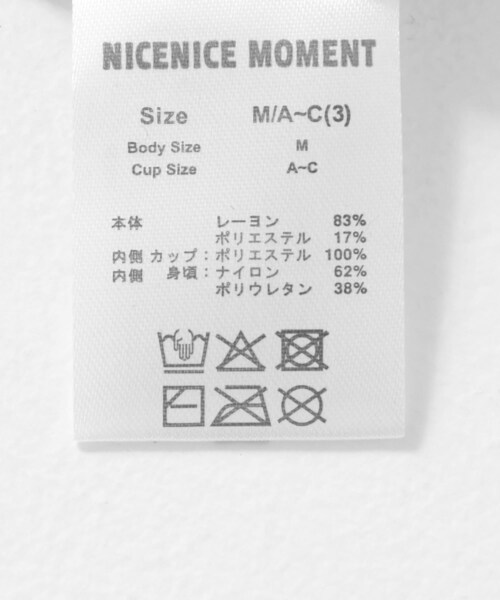 NICENICE MOMENT
Size M/A~C(3)
Body Size M
Cup Size A~C
本体 レーヨン 83%
ポリエステル 17%
内側 カップ：ポリエステル 100%
内側 身頃：ナイロン 62%
ポリウレタン 38%